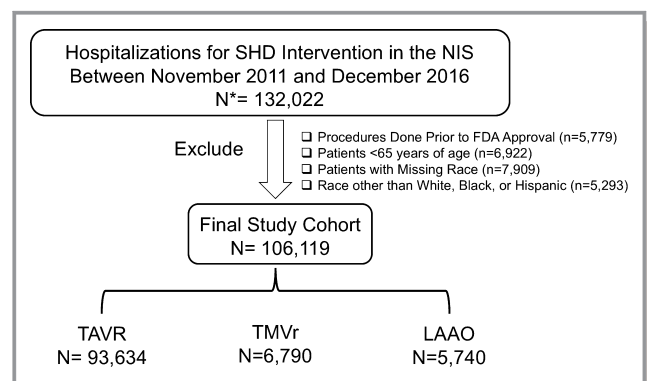 Hospitalizations for SHD Intervention in the NIS
Between November 2011 and December 2016
N*= 132,022
Exclude
❑ Procedures Done Prior to FDA Approval (n=5,779)
❑ Patients <65 years of age (n=6,922)
❑ Patients with Missing Race (n=7,909)
❑ Race other than White, Black, or Hispanic (n=5,293)
Final Study Cohort
N= 106,119
TAVR
N= 93,634
TMVr
N=6,790
LAAO
N=5,740